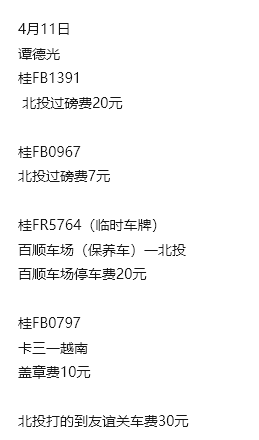 4月11日
谭德光
桂FB1391
北投过磅费20元
桂FB0967
北投过磅费7元
桂FR5764（临时车牌）
百顺车场（保养车）—北投
百顺车场停车费20元
桂FB0797
卡三—越南
盖章费10元
北投打的到友谊关车费30元